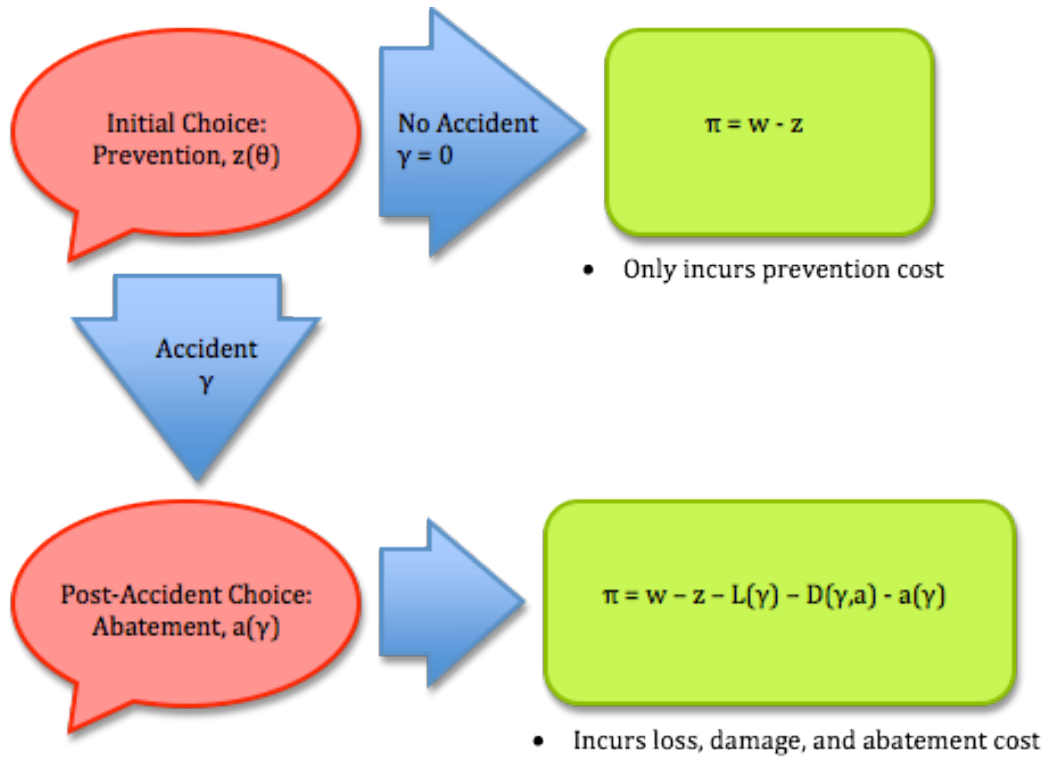 Initial Choice:
Prevention, z(θ)
No Accident
γ = 0
π = w - z
• Only incurs prevention cost
Accident
γ
Post-Accident Choice:
Abatement, a(γ)
π = w – z – L(γ) – D(γ,a) - a(γ)
• Incurs loss, damage, and abatement cost